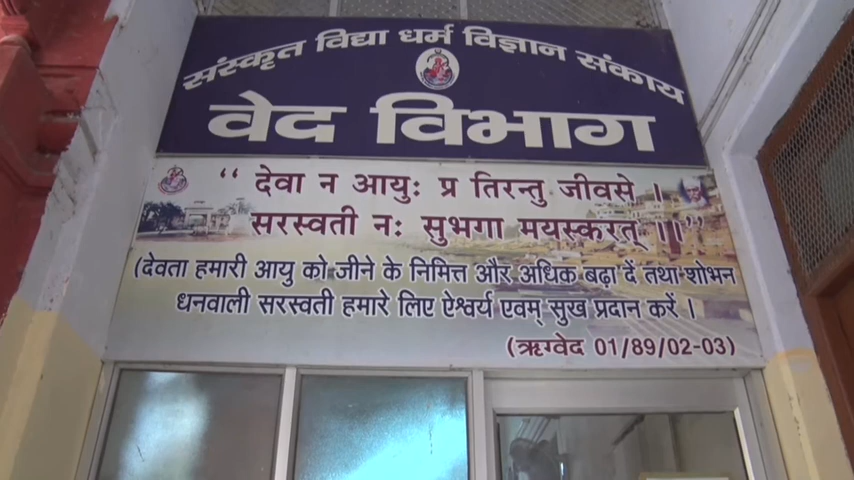 संस्कृत विद्या धर्म विज्ञान संकाय
वेद विभाग
“ देवा न आयुः प्र तिरन्तु जीवसे ।
सरस्वती नः सुभगा मयस्करत् ।। ”
(देवता हमारी आयु को जीने के निमित्त और अधिक बढ़ा दें तथा शोभन
धनवाली सरस्वती हमारे लिए ऐश्वर्य एवम् सुख प्रदान करें ।
(ऋग्वेद 01/89/02-03)